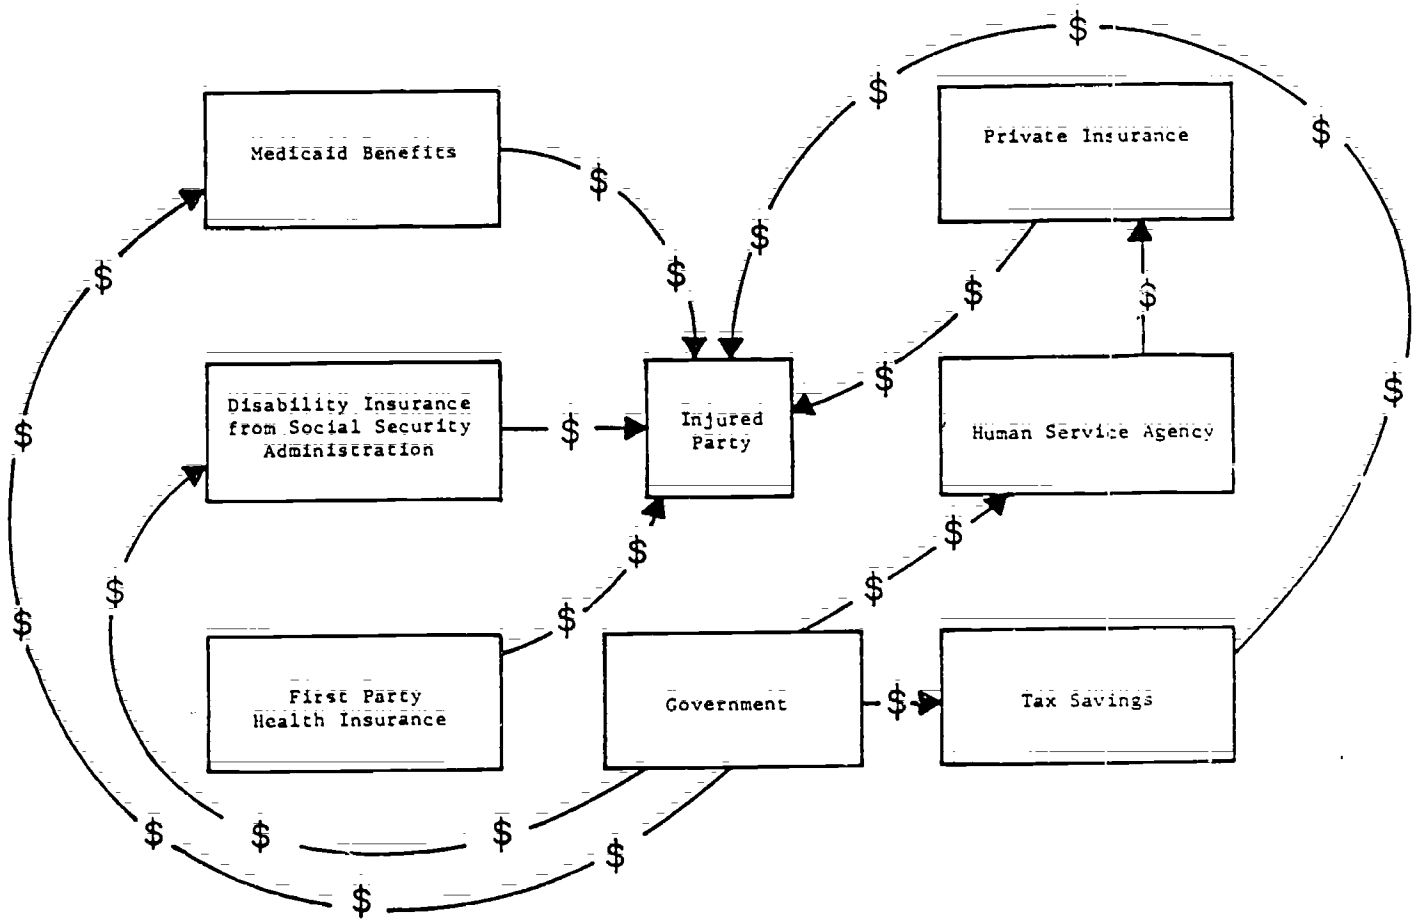 $
$
Private Insurance
$
Medicaid Benefits
$
$
$
$
$
$
$
$
$
Disability Insurance
from Social Security
Administration
$
Injured
Party
Human Service Agency
$
$
$
$
$
$
$
First Party
Health Insurance
Government
$
Tax Savings
$
$
$
$
$